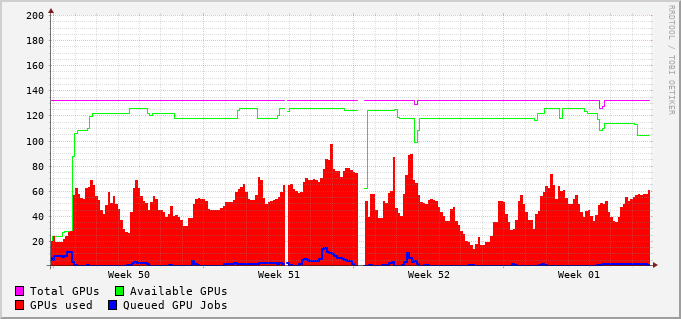 200
180
160
140
120
100
80
60
40
20
Week 50 Week 51 Week 52 Week 01
Total GPUs Available GPUs
GPUs used Queued GPU Jobs
RRDTOOL / TOBI OETIKER